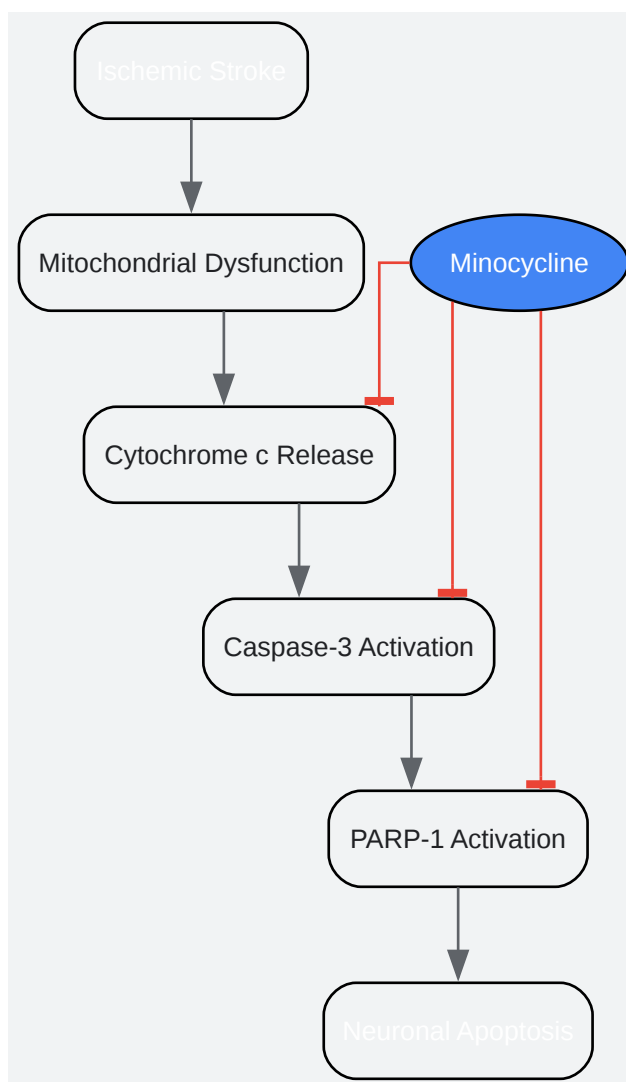 Ischemic Stroke
Mitochondrial Dysfunction
Minocycline
Cytochrome c Release
Caspase-3 Activation
PARP-1 Activation
Neuronal Apoptosis